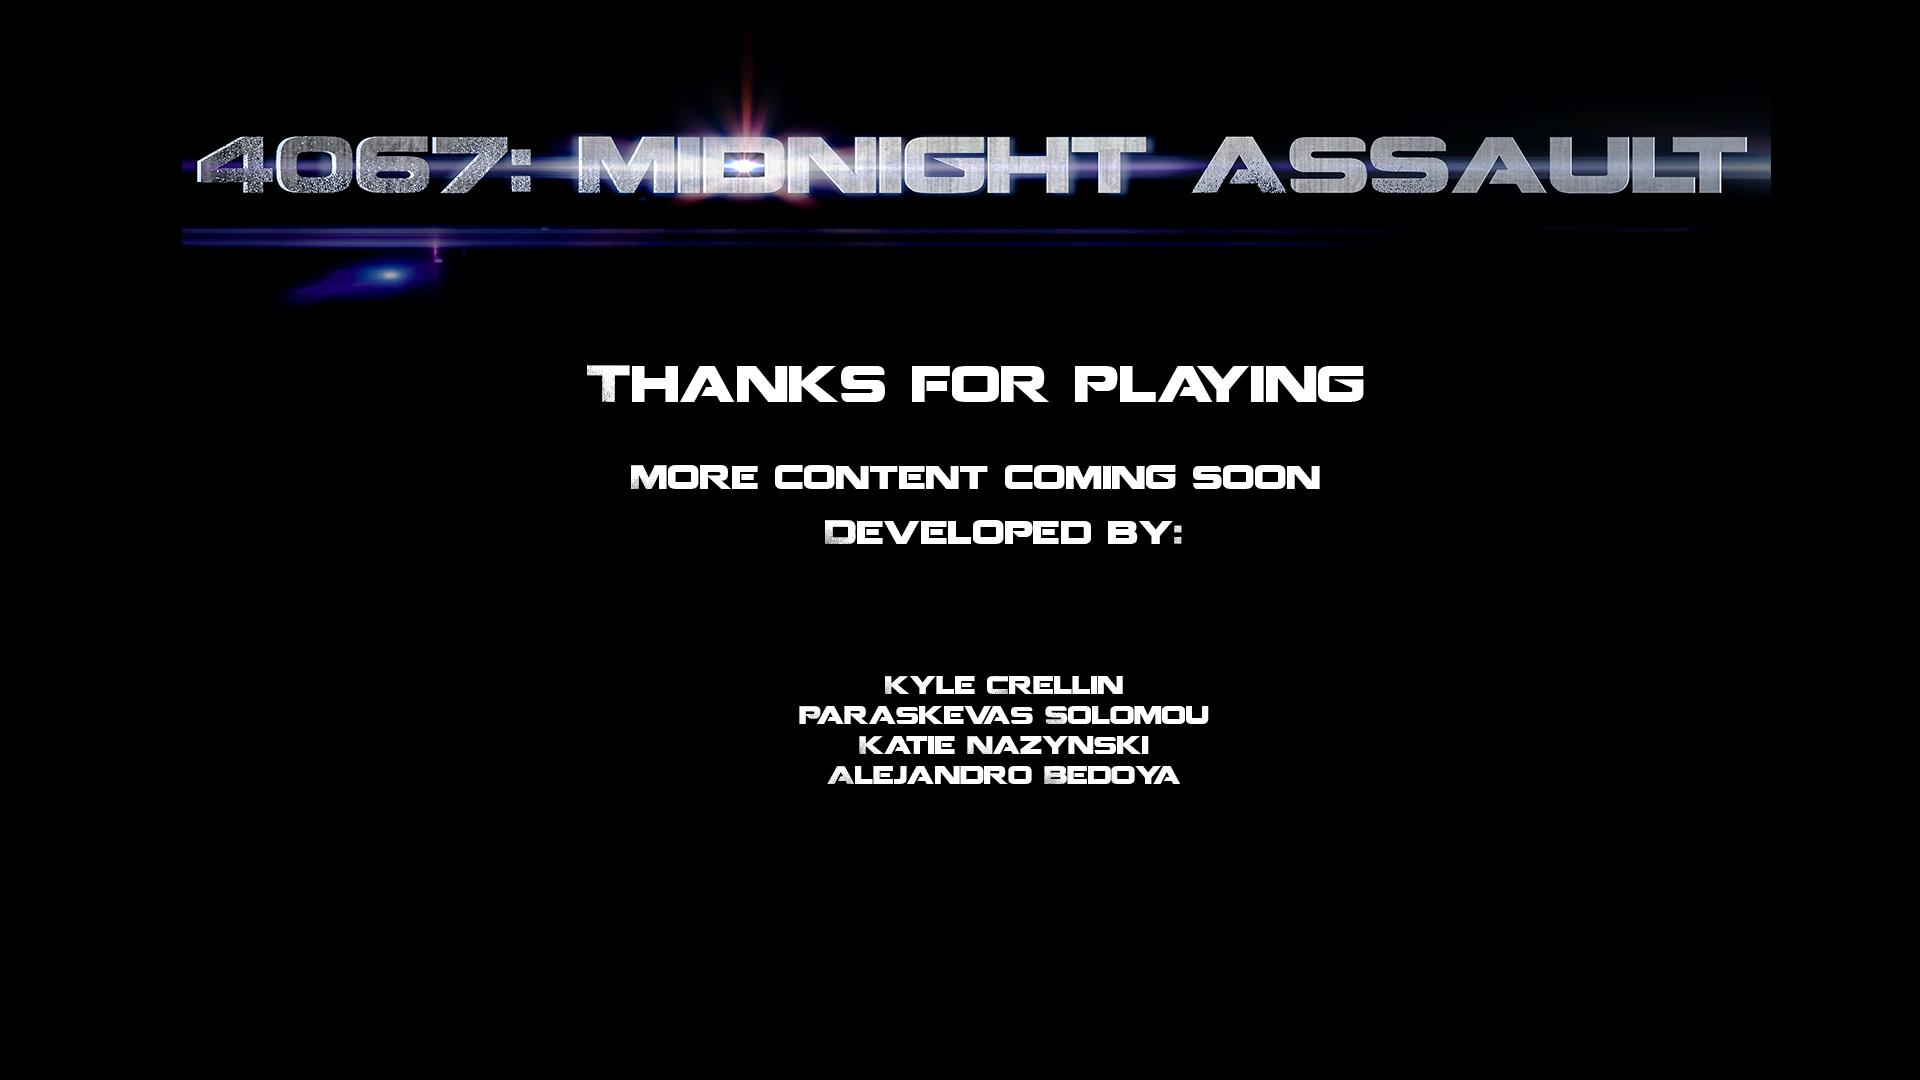 4067: MIDNIGHT ASSAULT
THANKS FOR PLAYING
MORE CONTENT COMING SOON
DEVELOPED BY:
KYLE CRELLIN
PARASKEVAS SOLOMOU
KATIE NAZYNSKI
ALEJANDRO BEDOYA